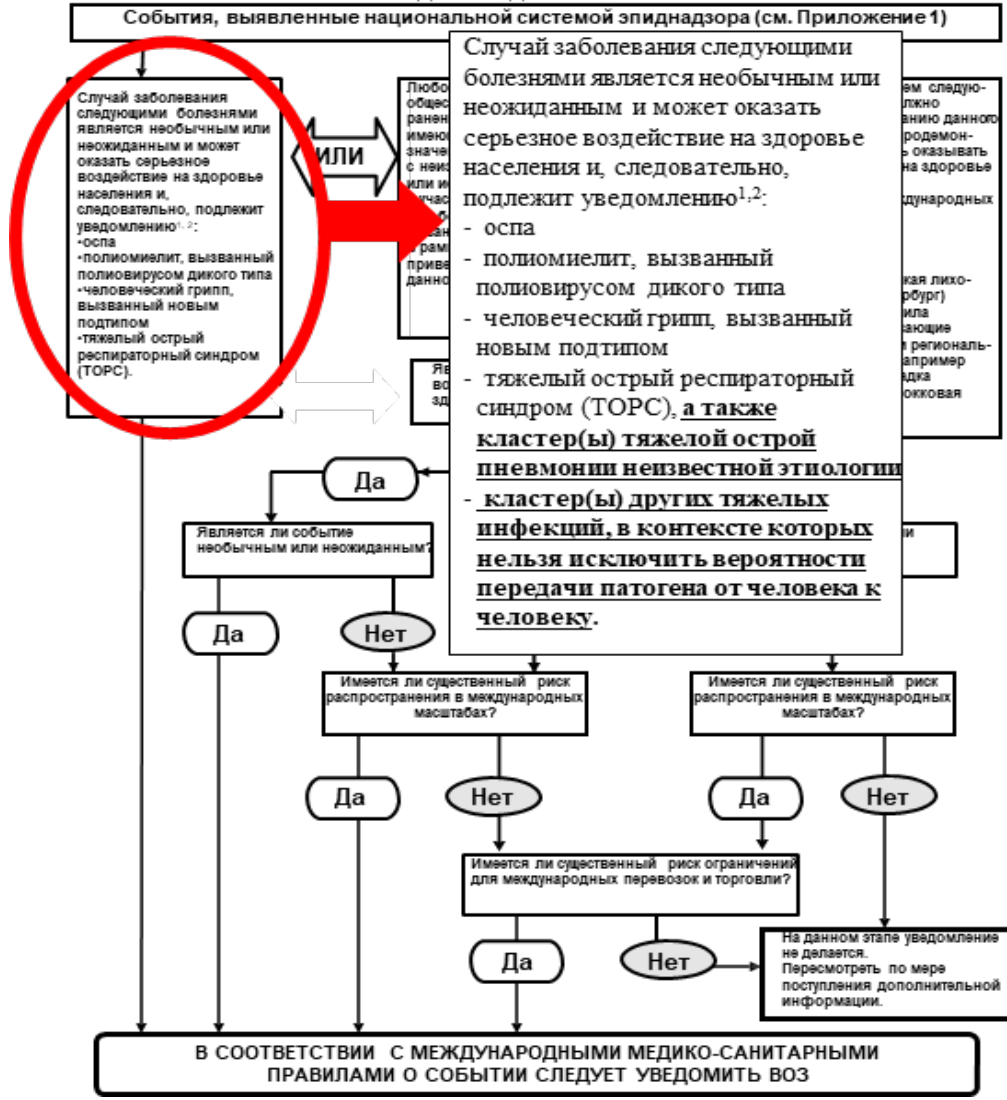 События, выявленные национальной системой эпиднадзора (см. Приложение 1)
Случай заболевания
следующими болезнями
является необычным или
неожиданным и может
оказать серьезное
воздействие на здоровье
населения и,
следовательно, подлежит
уведомлению¹˒ ²:
•оспа
•полиомиелит, вызванный
полиовирусом дикого типа
•человеческий грипп,
вызванный новым
подтипом
•тяжелый острый
респираторный синдром
(ТОРС).
ИЛИ
Случай заболевания следующими
болезнями является необычным или
неожиданным и может оказать
серьезное воздействие на здоровье
населения и, следовательно,
подлежит уведомлению¹,²:
- оспа
- полиомиелит, вызванный
полиовирусом дикого типа
- человеческий грипп, вызванный
новым подтипом
- тяжелый острый респираторный
синдром (ТОРС), а также
кластер(ы) тяжелой острой
пневмонии неизвестной этиологии
- кластер(ы) других тяжелых
инфекций, в контексте которых
нельзя исключить вероятности
передачи патогена от человека к
человеку.
данного
оказывать
на здоровье
например
Да
Является ли событие
необычным или неожиданным?
Да
Нет
Имеется ли существенный риск
распространения в международных
масштабах?
Имеется ли существенный риск
распространения в международных
масштабах?
Да
Нет
Да
Нет
Имеется ли существенный риск ограничений
для международных перевозок и торговли?
Да
Нет
На данном этапе уведомление
не делается.
Пересмотреть по мере
поступления дополнительной
информации.
В СООТВЕТСТВИИ С МЕЖДУНАРОДНЫМИ МЕДИКО-САНИТАРНЫМИ
ПРАВИЛАМИ О СОБЫТИИ СЛЕДУЕТ УВЕДОМИТЬ ВОЗ